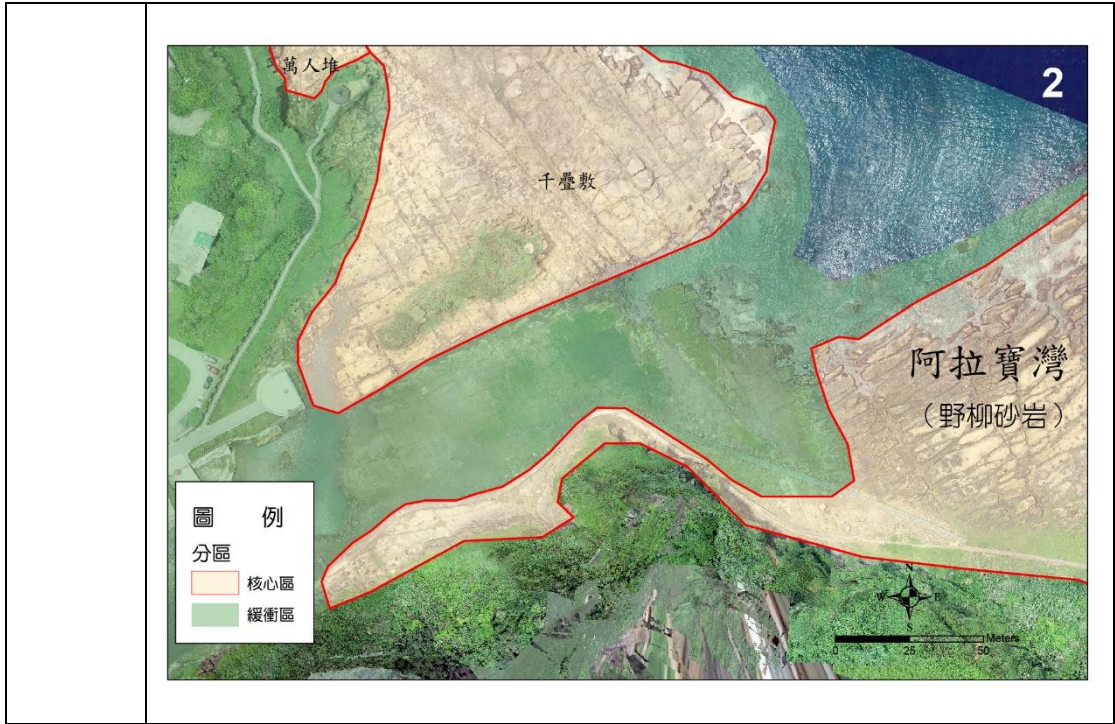 萬人堆
2
千疊敷
阿拉寶灣
（野柳砂岩）
圖 例
分區
核心區
緩衝區
N
W E
S
Meters
0 25 50